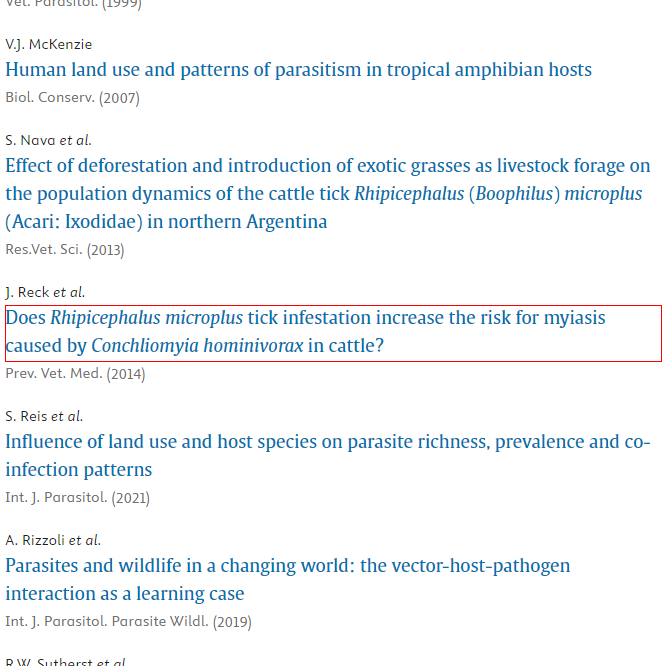 Vet. Parasitol. (1999)
V.J. McKenzie
Human land use and patterns of parasitism in tropical amphibian hosts
Biol. Conserv. (2007)
S. Nava et al.
Effect of deforestation and introduction of exotic grasses as livestock forage on
the population dynamics of the cattle tick Rhipicephalus (Boophilus) microplus
(Acari: Ixodidae) in northern Argentina
Res.Vet. Sci. (2013)
J. Reck et al.
Does Rhipicephalus microplus tick infestation increase the risk for myiasis
caused by Conchliomyia hominivorax in cattle?
Prev. Vet. Med. (2014)
S. Reis et al.
Influence of land use and host species on parasite richness, prevalence and co-
infection patterns
Int. J. Parasitol. (2021)
A. Rizzoli et al.
Parasites and wildlife in a changing world: the vector-host-pathogen
interaction as a learning case
Int. J. Parasitol. Parasite Wildl. (2019)
R.W. Sutherst et al.